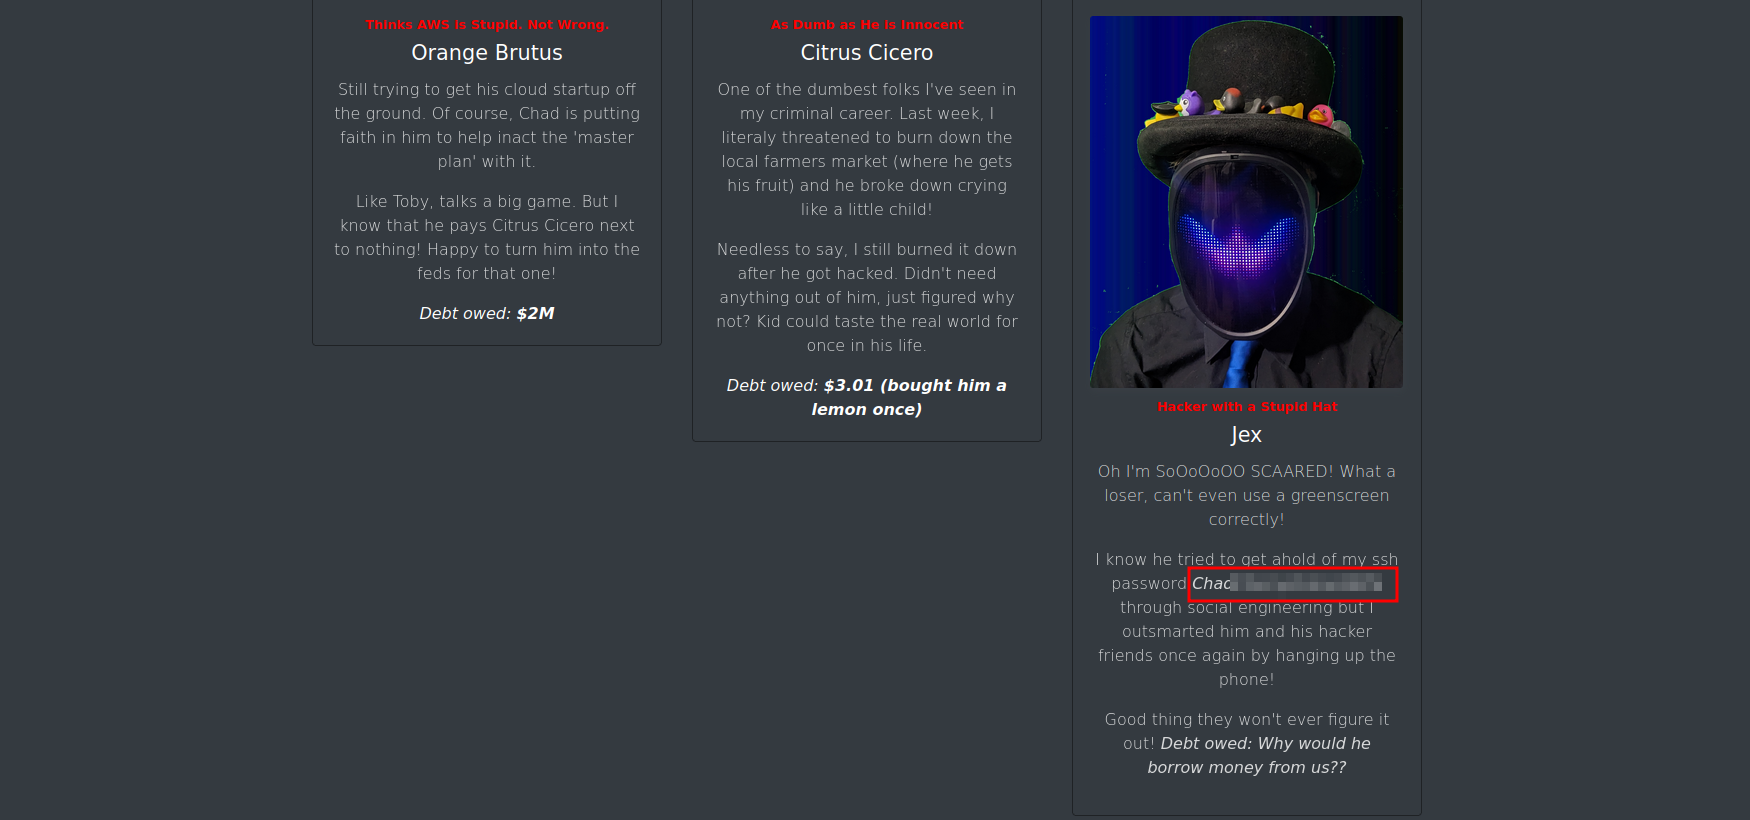 Thinks AWS is Stupid. Not Wrong.
Orange Brutus
Still trying to get his cloud startup off
the ground. Of course, Chad is putting
faith in him to help inact the 'master
plan' with it.
Like Toby, talks a big game. But I
know that he pays Citrus Cicero next
to nothing! Happy to turn him into the
feds for that one!
Debt owed: $2M
As Dumb as He is Innocent
Citrus Cicero
One of the dumbest folks I've seen in
my criminal career. Last week, I
literaly threatened to burn down the
local farmers market (where he gets
his fruit) and he broke down crying
like a little child!
Needless to say, I still burned it down
after he got hacked. Didn't need
anything out of him, just figured why
not? Kid could taste the real world for
once in his life.
Debt owed: $3.01 (bought him a
lemon once)
Hacker with a Stupid Hat
Jex
Oh I'm SoOoOoOO SCAARED! What a
loser, can't even use a greenscreen
correctly!
I know he tried to get ahold of my ssh
password Chad
through social engineering but I
outsmarted him and his hacker
friends once again by hanging up the
phone!
Good thing they won't ever figure it
out! Debt owed: Why would he
borrow money from us??